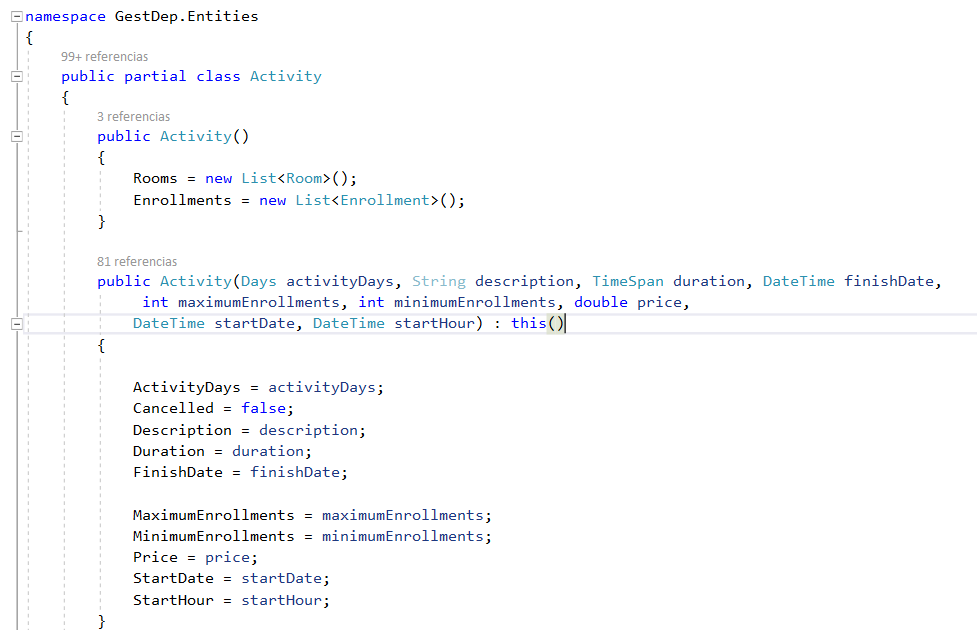 namespace GestDep.Entities
{
99+ referencias
public partial class Activity
{
3 referencias
public Activity()
{
Rooms = new List<Room>();
Enrollments = new List<Enrollment>();
}
81 referencias
public Activity(Days activityDays, String description, TimeSpan duration, DateTime finishDate,
int maximumEnrollments, int minimumEnrollments, double price,
DateTime startDate, DateTime startHour) : this()
{
ActivityDays = activityDays;
Cancelled = false;
Description = description;
Duration = duration;
FinishDate = finishDate;
MaximumEnrollments = maximumEnrollments;
MinimumEnrollments = minimumEnrollments;
Price = price;
StartDate = startDate;
StartHour = startHour;
}